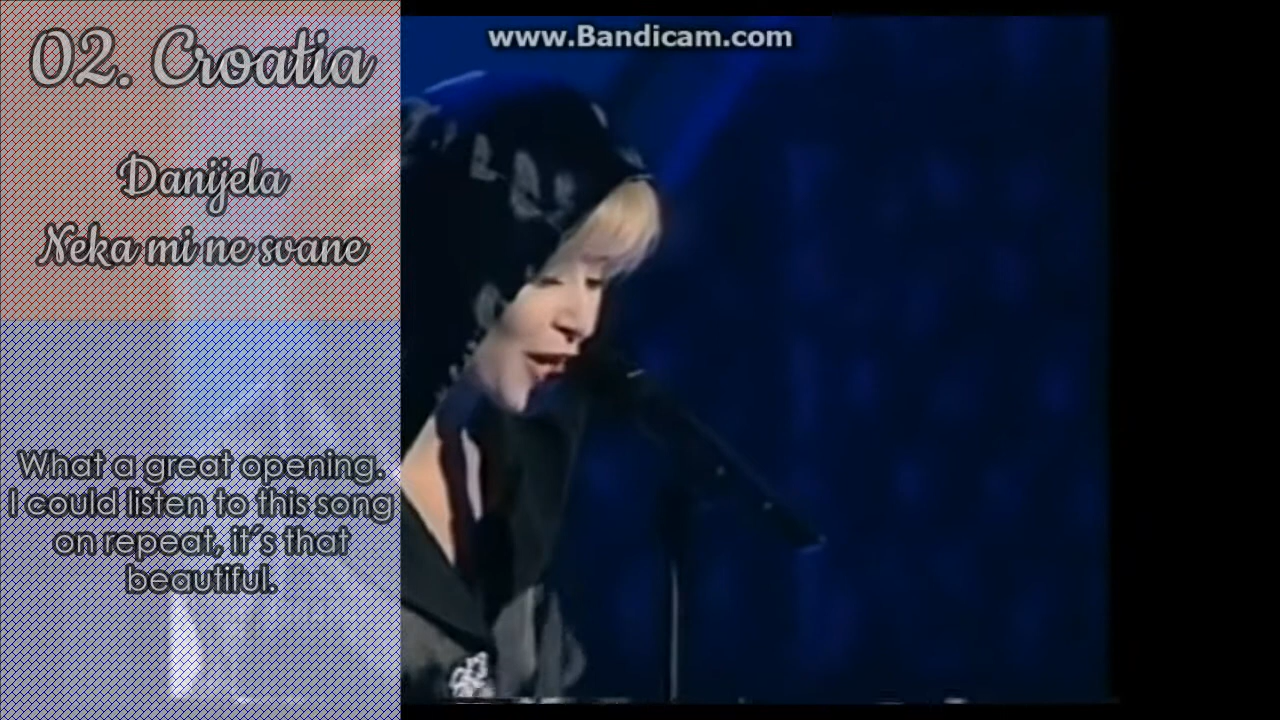 www.Bandicam.com
02. Croatia
Danijela
Neka mi ne svane
What a great opening.
I could listen to this song
on repeat, it´s that
beautiful.